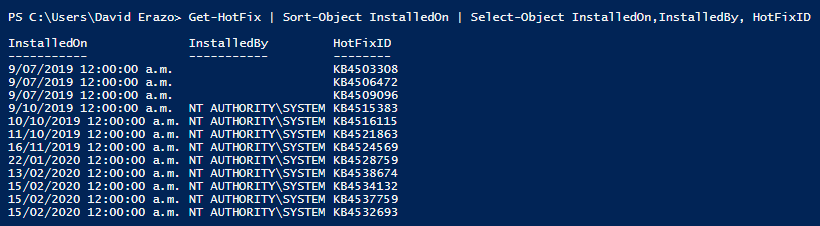 PS C:\Users\David Erazo> Get-HotFix | Sort-Object InstalledOn | Select-Object InstalledOn,InstalledBy, HotFixID
InstalledOn InstalledBy HotFixID
----------- ----------- --------
9/07/2019 12:00:00 a.m. KB4503308
9/07/2019 12:00:00 a.m. KB4506472
9/07/2019 12:00:00 a.m. KB4509096
9/10/2019 12:00:00 a.m. NT AUTHORITY\SYSTEM KB4515383
10/10/2019 12:00:00 a.m. NT AUTHORITY\SYSTEM KB4516115
11/10/2019 12:00:00 a.m. NT AUTHORITY\SYSTEM KB4521863
16/11/2019 12:00:00 a.m. NT AUTHORITY\SYSTEM KB4524569
22/01/2020 12:00:00 a.m. NT AUTHORITY\SYSTEM KB4528759
13/02/2020 12:00:00 a.m. NT AUTHORITY\SYSTEM KB4538674
15/02/2020 12:00:00 a.m. NT AUTHORITY\SYSTEM KB4534132
15/02/2020 12:00:00 a.m. NT AUTHORITY\SYSTEM KB4537759
15/02/2020 12:00:00 a.m. NT AUTHORITY\SYSTEM KB4532693